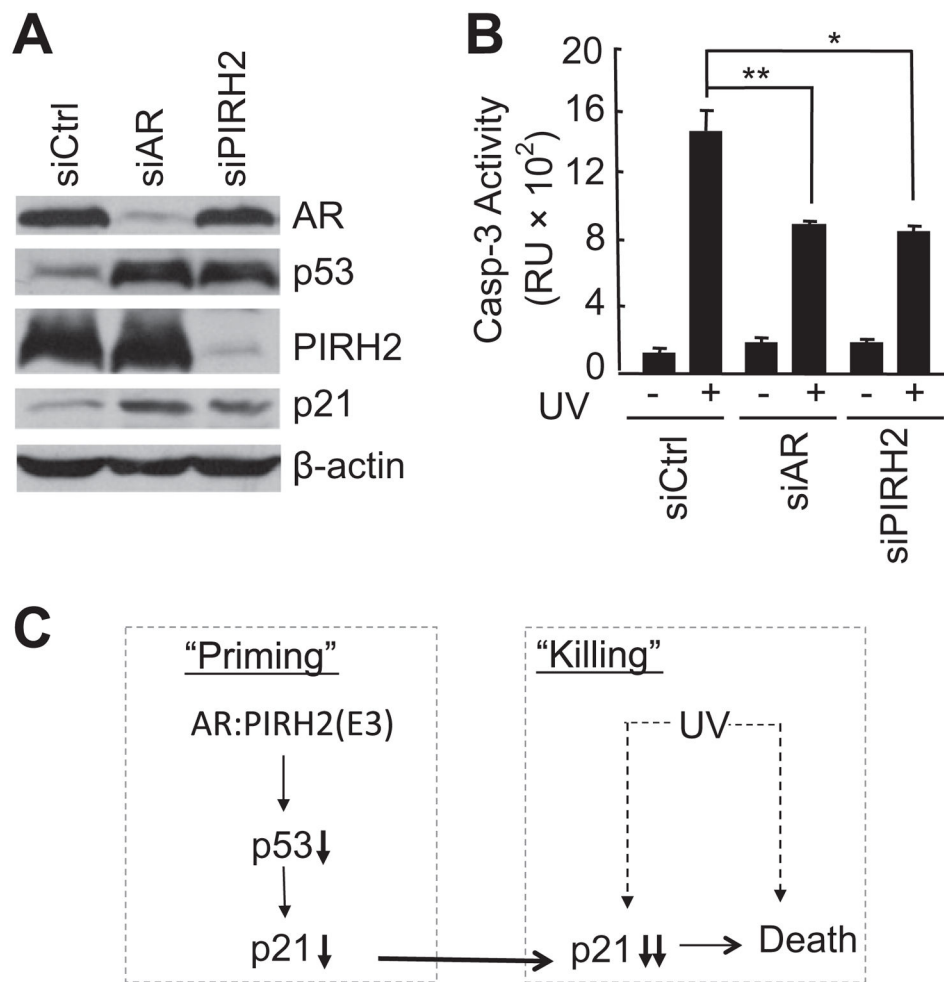 A
siCtrl siAR siPIRH2
AR
p53
PIRH2
p21
β-actin
B
Casp-3 Activity
(RU × 10²)
20
16
12
8
4
0
*
**
UV - + - + - +
siCtrl siAR siPIRH2
C
“Priming”
AR:PIRH2(E3)
p53
p21
“Killing”
UV
p21
Death